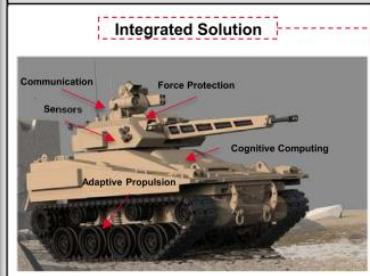 Integrated Solution
Communication
Force Protection
Sensors
Cognitive Computing
Adaptive Propulsion